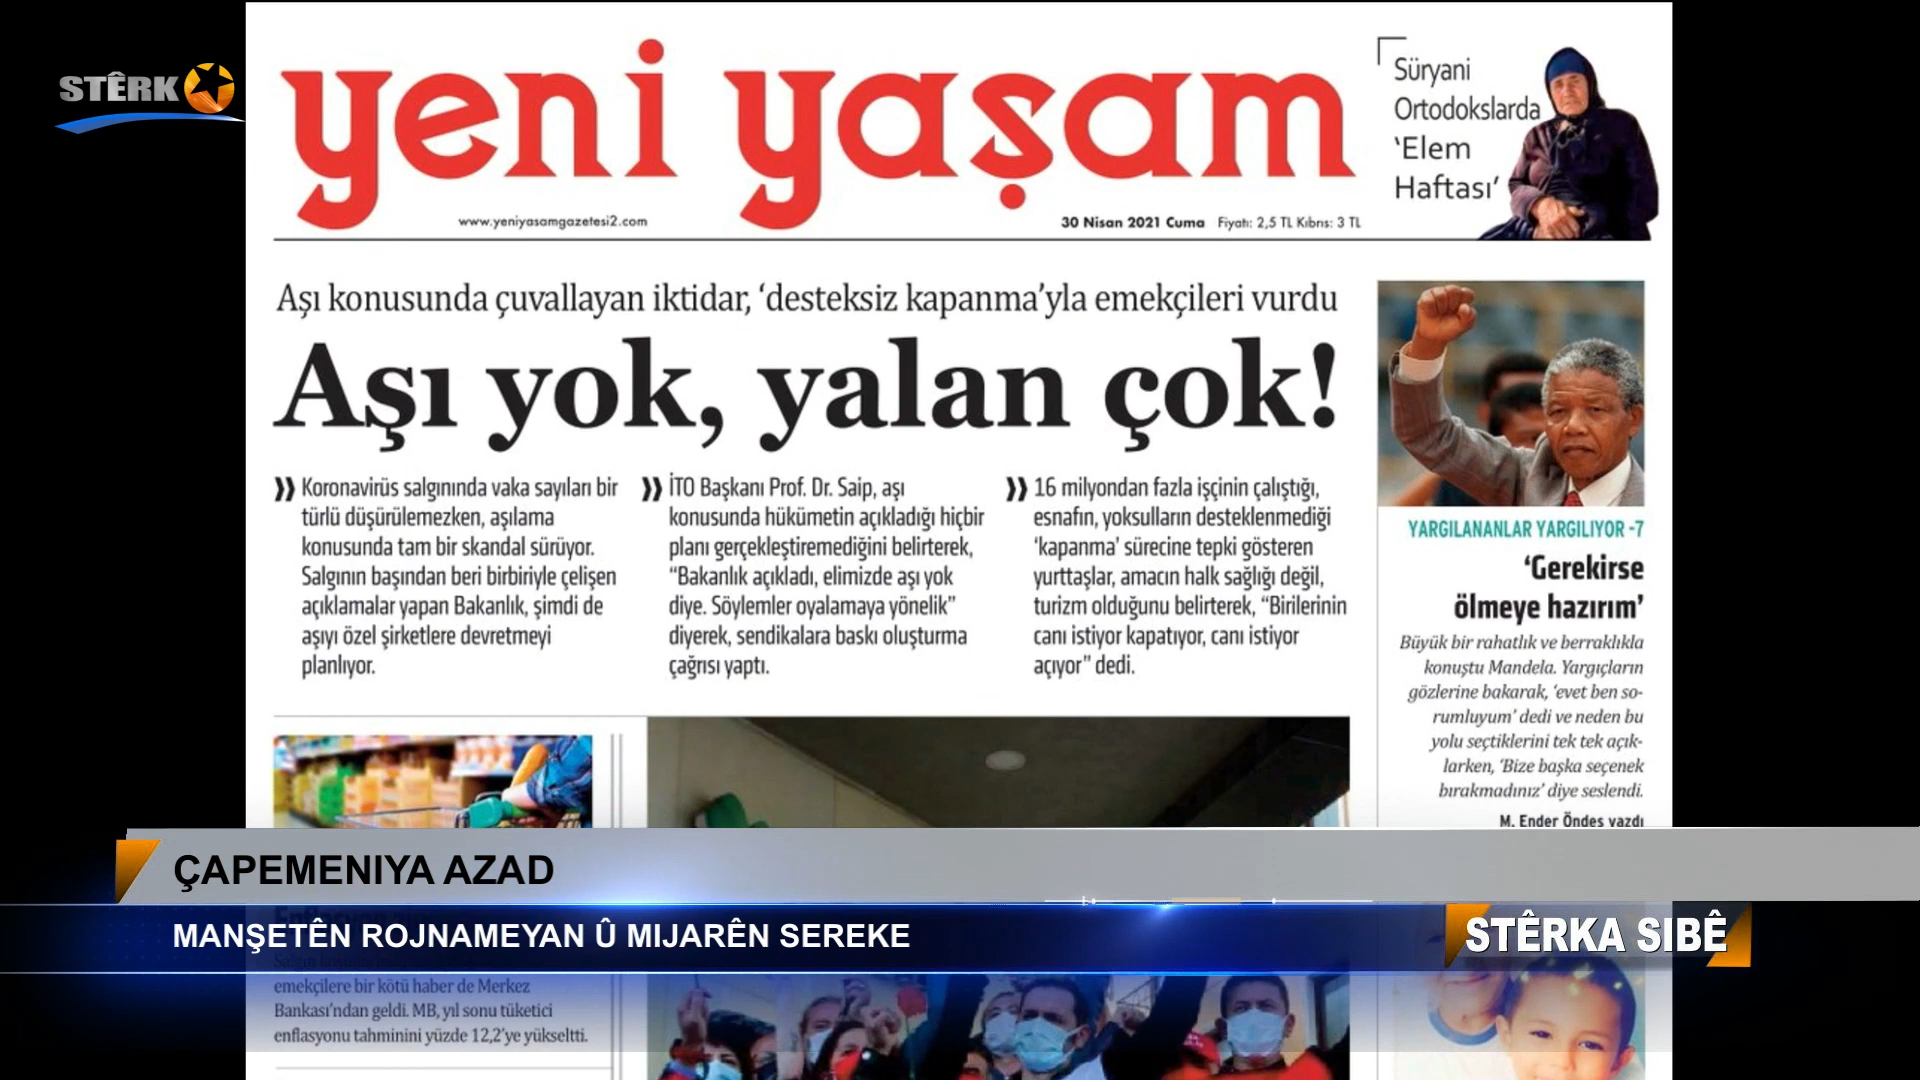 STÊRK
yeni yaşam
www.yeniyasamgazetesi2.com
30 Nisan 2021 Cuma Fiyatı: 2,5 TL Kıbrıs: 3 TL
Süryani
Ortodokslarda
‘Elem
Haftası’
Aşı konusunda çuvallayan iktidar, ‘desteksiz kapanma’yla emekçileri vurdu
Aşı yok, yalan çok!
Koronavirüs salgınında vaka sayıları bir
türlü düşürülemezken, aşılama
konusunda tam bir skandal sürüyor.
Salgının başından beri birbiriyle çelişen
açıklamalar yapan Bakanlık, şimdi de
aşıyı özel şirketlere devretmeyi
planlıyor.
İTO Başkanı Prof. Dr. Saip, aşı
konusunda hükümetin açıkladığı hiçbir
planı gerçekleştiremediğini belirterek,
“Bakanlık açıkladı, elimizde aşı yok
diye. Söylemler oyalamaya yönelik”
diyerek, sendikalara baskı oluşturma
çağrısı yaptı.
16 milyondan fazla işçinin çalıştığı,
esnafın, yoksulların desteklenmediği
‘kapanma’ sürecine tepki gösteren
yurttaşlar, amacın halk sağlığı değil,
turizm olduğunu belirterek, “Birilerinin
canı istiyor kapatıyor, canı istiyor
açıyor” dedi.
YARGILANANLAR YARGILIYOR -7
‘Gerekirse
ölmeye hazırım’
Büyük bir rahatlık ve berraklıkla
konuştu Mandela. Yargıçların
gözlerine bakarak, ‘evet ben so-
rumluyum’ dedi ve neden bu
yolu seçtiklerini tek tek açık-
larken, ‘Bize başka seçenek
bırakmadınız’ diye seslendi.
M. Ender Öndeş yazdı
ÇAPEMENIYA AZAD
MANŞETÊN ROJNAMEYAN Û MIJARÊN SEREKE
STÊRKA SIBÊ
emekçilere bir kötü haber de Merkez
Bankası’ndan geldi. MB, yıl sonu tüketici
enflasyonu tahminini yüzde 12,2’ye yükseltti.